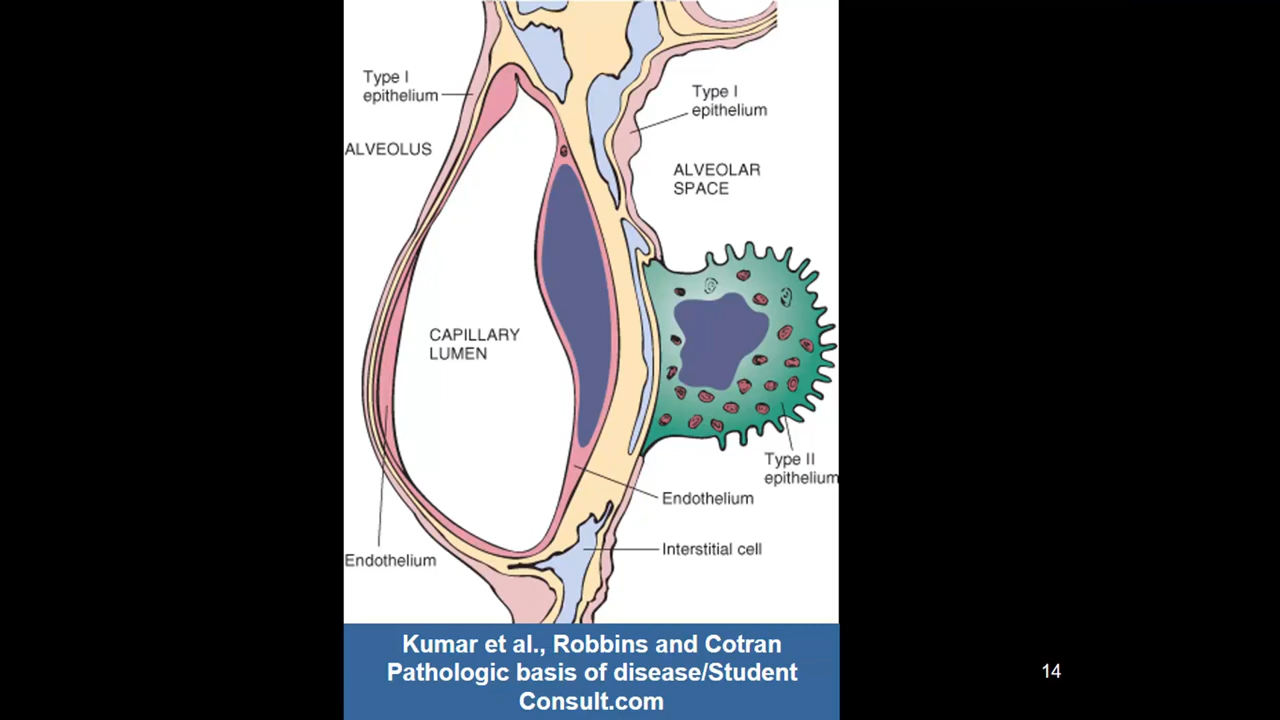 Type I
epithelium
ALVEOLUS
Type I
epithelium
ALVEOLAR
SPACE
CAPILLARY
LUMEN
Type II
epithelium
Endothelium
Interstitial cell
Endothelium
Kumar et al., Robbins and Cotran
Pathologic basis of disease/Student
Consult.com
14